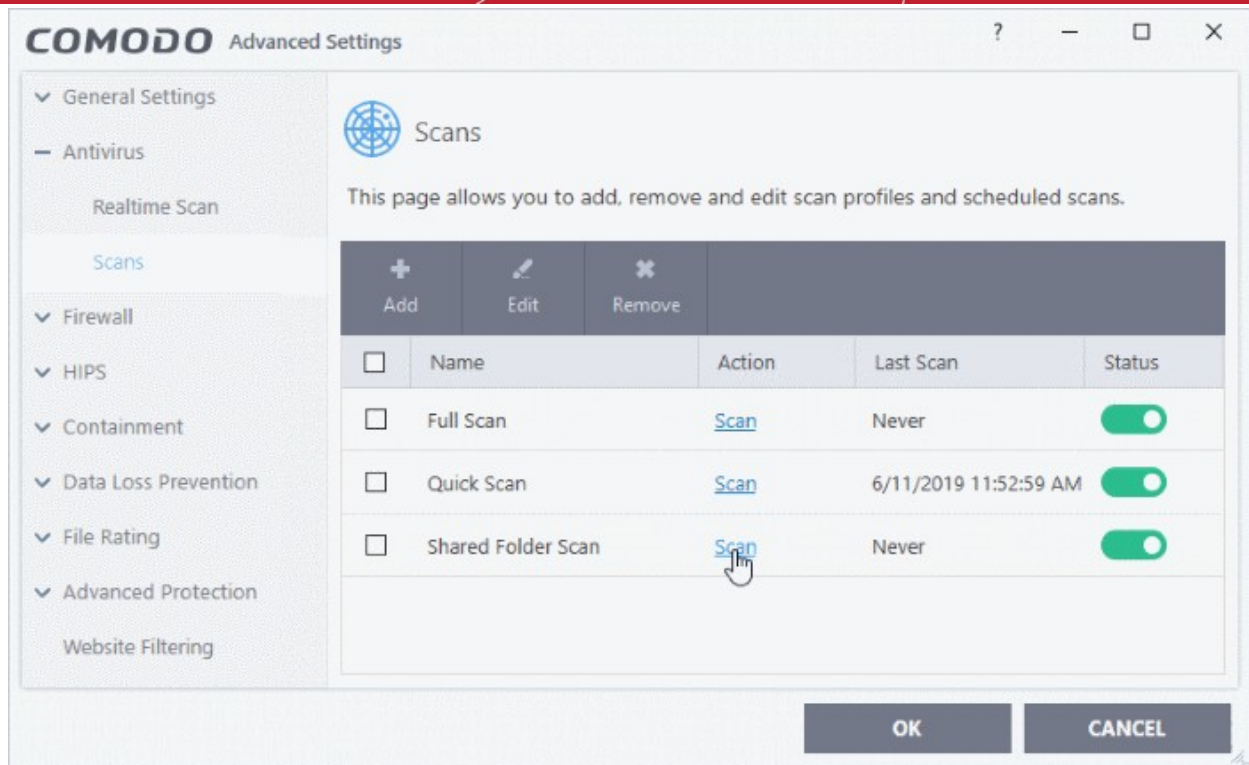 COMODO Advanced Settings ?
General Settings
Antivirus
Realtime Scan
Scans
Firewall
HIPS
Containment
Data Loss Prevention
File Rating
Advanced Protection
Website Filtering
Scans
This page allows you to add, remove and edit scan profiles and scheduled scans.
Add Edit Remove
Name Action Last Scan Status
Full Scan Scan Never
Quick Scan Scan 6/11/2019 11:52:59 AM
Shared Folder Scan Scan Never
OK CANCEL